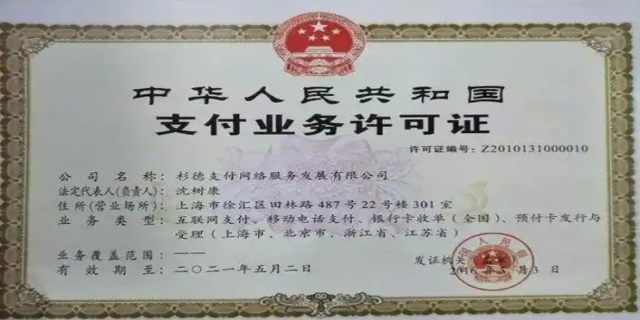 中华人民共和国
支付业务许可证
许可证编号: Z2010131000010
公司名称: 杉德支付网络服务发展有限公司
法定代表人(负责人): 沈树康
住所(营业场所): 上海市徐汇区田林路487号22号楼301室
业务类型: 互联网支付、移动电话支付、银行卡收单(全国)、预付卡发行与
受理(上海市、北京市、浙江省、江苏省)
业务覆盖范围: ——
发证机关
有效期至: 二〇二一年五月二日